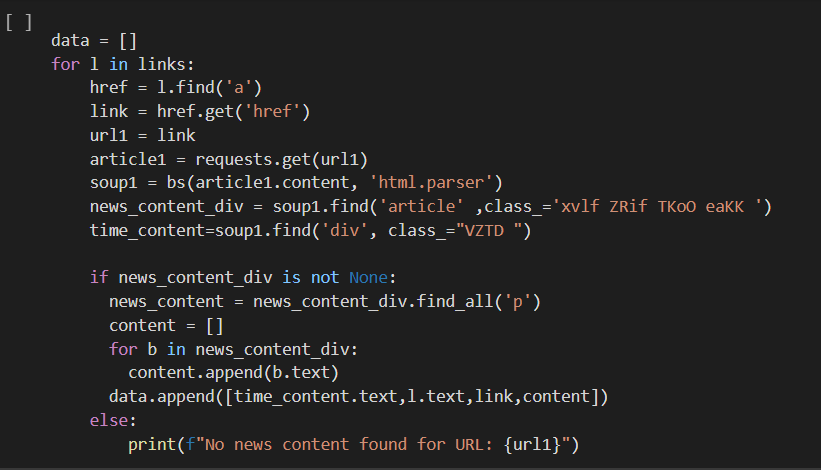 [ ]
data = []
for l in links:
    href = l.find('a')
    link = href.get('href')
    url1 = link
    article1 = requests.get(url1)
    soup1 = bs(article1.content, 'html.parser')
    news_content_div = soup1.find('article' ,class_='xvlf ZRif TKoO eaKK ')
    time_content=soup1.find('div', class_="VZTD ")

    if news_content_div is not None:
      news_content = news_content_div.find_all('p')
      content = []
      for b in news_content_div:
        content.append(b.text)
      data.append([time_content.text,l.text,link,content])
    else:
        print(f"No news content found for URL: {url1}")